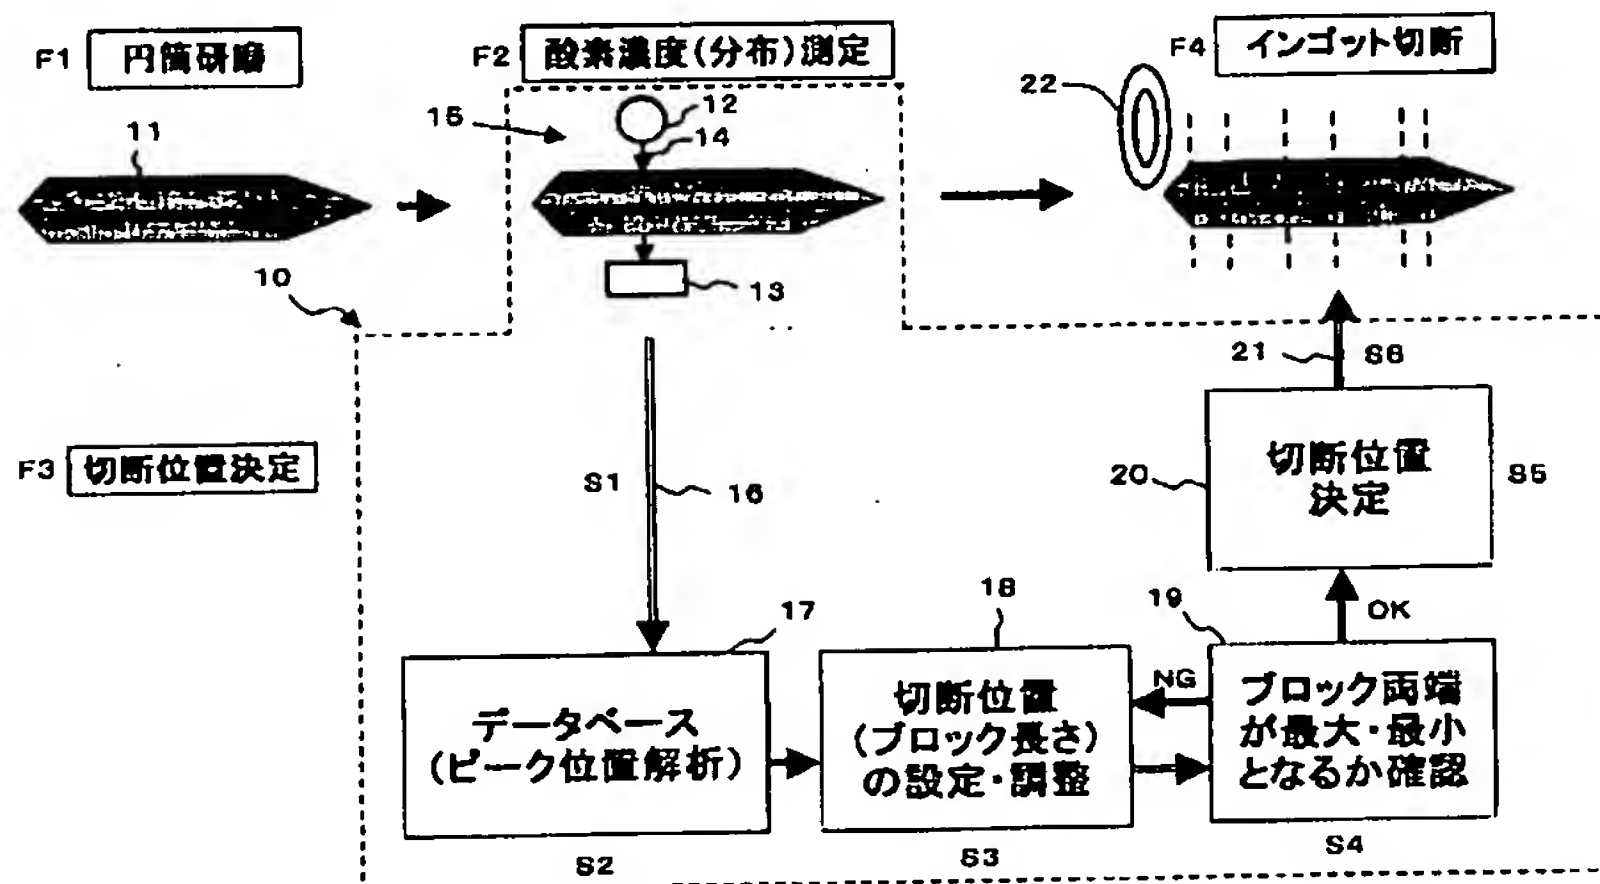 F1 円筒研磨
F2 酸素濃度(分布)測定
F4 インゴット切断
11
15
12
14
13
22
10
F3 切断位置決定
S1
16
21
S6
20
切断位置
決定
S5
17
18
19
OK
NG
データベース
(ピーク位置解析)
切断位置
(ブロック長さ)
の設定・調整
ブロック両端
が最大・最小
となるか確認
S2
S3
S4